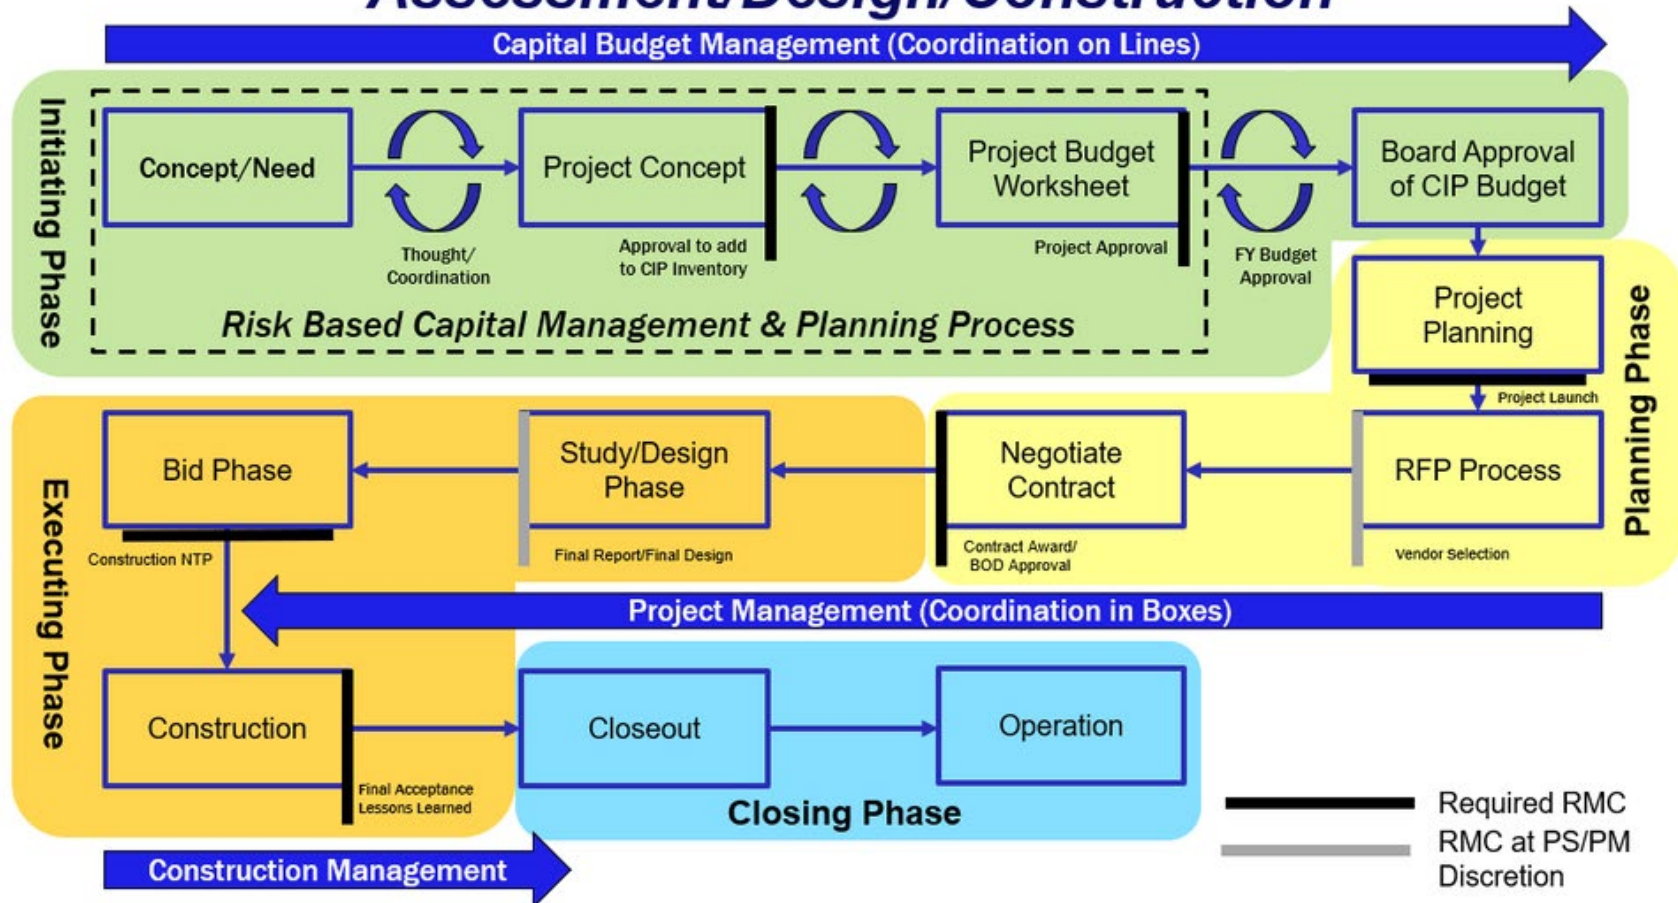 Assessment/Design/Construction
Capital Budget Management (Coordination on Lines)
Initiating Phase
Concept/Need
Thought/
Coordination
Project Concept
Approval to add
to CIP Inventory
Project Budget
Worksheet
Project Approval
FY Budget
Approval
Board Approval
of CIP Budget
Risk Based Capital Management & Planning Process
Planning Phase
Project
Planning
Project Launch
RFP Process
Vendor Selection
Negotiate
Contract
Contract Award/
BOD Approval
Executing Phase
Study/Design
Phase
Final Report/Final Design
Bid Phase
Construction NTP
Project Management (Coordination in Boxes)
Construction
Final Acceptance
Lessons Learned
Closeout
Operation
Closing Phase
Construction Management
Required RMC
RMC at PS/PM
Discretion